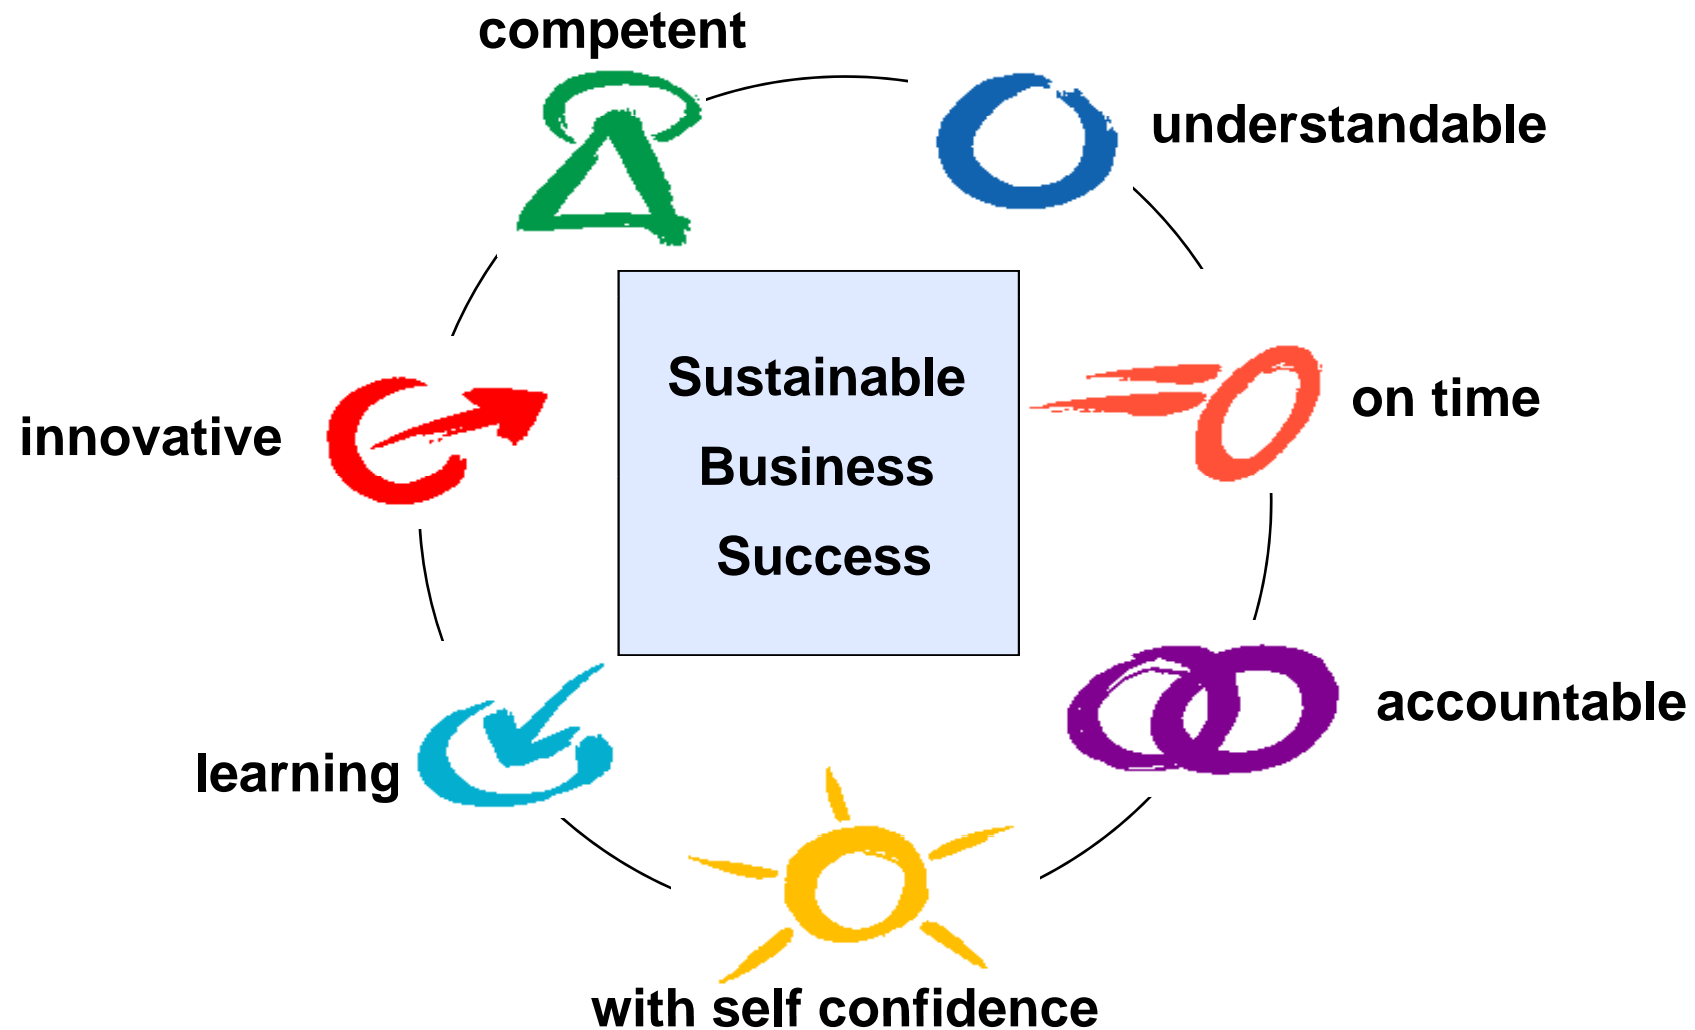 competent
understandable
Sustainable
Business
Success
on time
innovative
accountable
learning
with self confidence